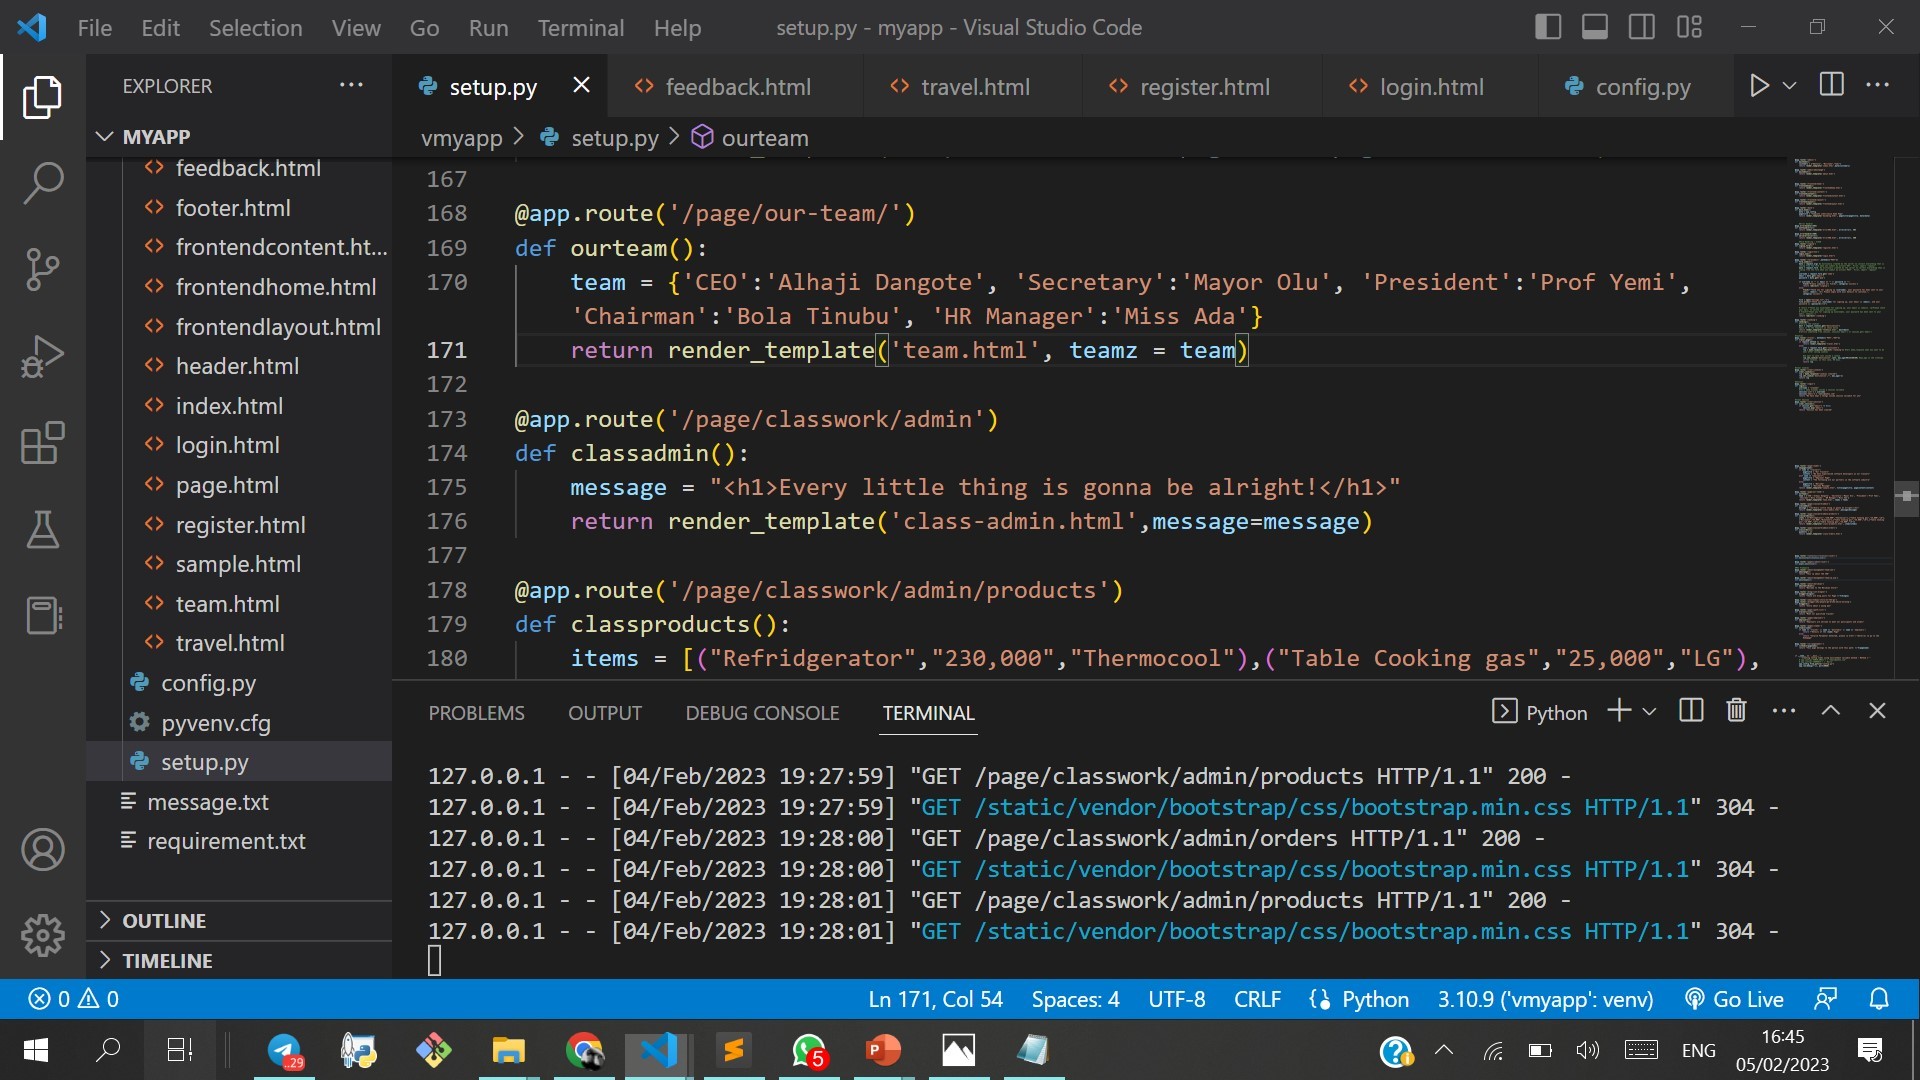 File Edit Selection View Go Run Terminal Help setup.py - myapp - Visual Studio Code
EXPLORER ···
setup.py feedback.html travel.html register.html login.html config.py ···
MYAPP
vmyapp > setup.py > ourteam
feedback.html
footer.html
frontendcontent.ht...
frontendhome.html
frontendlayout.html
header.html
index.html
login.html
page.html
register.html
sample.html
team.html
travel.html
config.py
pyvenv.cfg
setup.py
message.txt
requirement.txt
OUTLINE
TIMELINE
167
168 @app.route('/page/our-team/')
169 def ourteam():
170 team = {'CEO':'Alhaji Dangote', 'Secretary':'Mayor Olu', 'President':'Prof Yemi',
'Chairman':'Bola Tinubu', 'HR Manager':'Miss Ada'}
171 return render_template('team.html', teamz = team)
172
173 @app.route('/page/classwork/admin')
174 def classadmin():
175 message = "<h1>Every little thing is gonna be alright!</h1>"
176 return render_template('class-admin.html',message=message)
177
178 @app.route('/page/classwork/admin/products')
179 def classproducts():
180 items = [("Refridgerator","230,000","Thermocool"),("Table Cooking gas","25,000","LG"),
PROBLEMS OUTPUT DEBUG CONSOLE TERMINAL Python ···
127.0.0.1 - - [04/Feb/2023 19:27:59] "GET /page/classwork/admin/products HTTP/1.1" 200 -
127.0.0.1 - - [04/Feb/2023 19:27:59] "GET /static/vendor/bootstrap/css/bootstrap.min.css HTTP/1.1" 304 -
127.0.0.1 - - [04/Feb/2023 19:28:00] "GET /page/classwork/admin/orders HTTP/1.1" 200 -
127.0.0.1 - - [04/Feb/2023 19:28:00] "GET /static/vendor/bootstrap/css/bootstrap.min.css HTTP/1.1" 304 -
127.0.0.1 - - [04/Feb/2023 19:28:01] "GET /page/classwork/admin/products HTTP/1.1" 200 -
127.0.0.1 - - [04/Feb/2023 19:28:01] "GET /static/vendor/bootstrap/css/bootstrap.min.css HTTP/1.1" 304 -
0 0 Ln 171, Col 54 Spaces: 4 UTF-8 CRLF Python 3.10.9 ('vmyapp': venv) Go Live
29 5 P ENG 16:45
05/02/2023